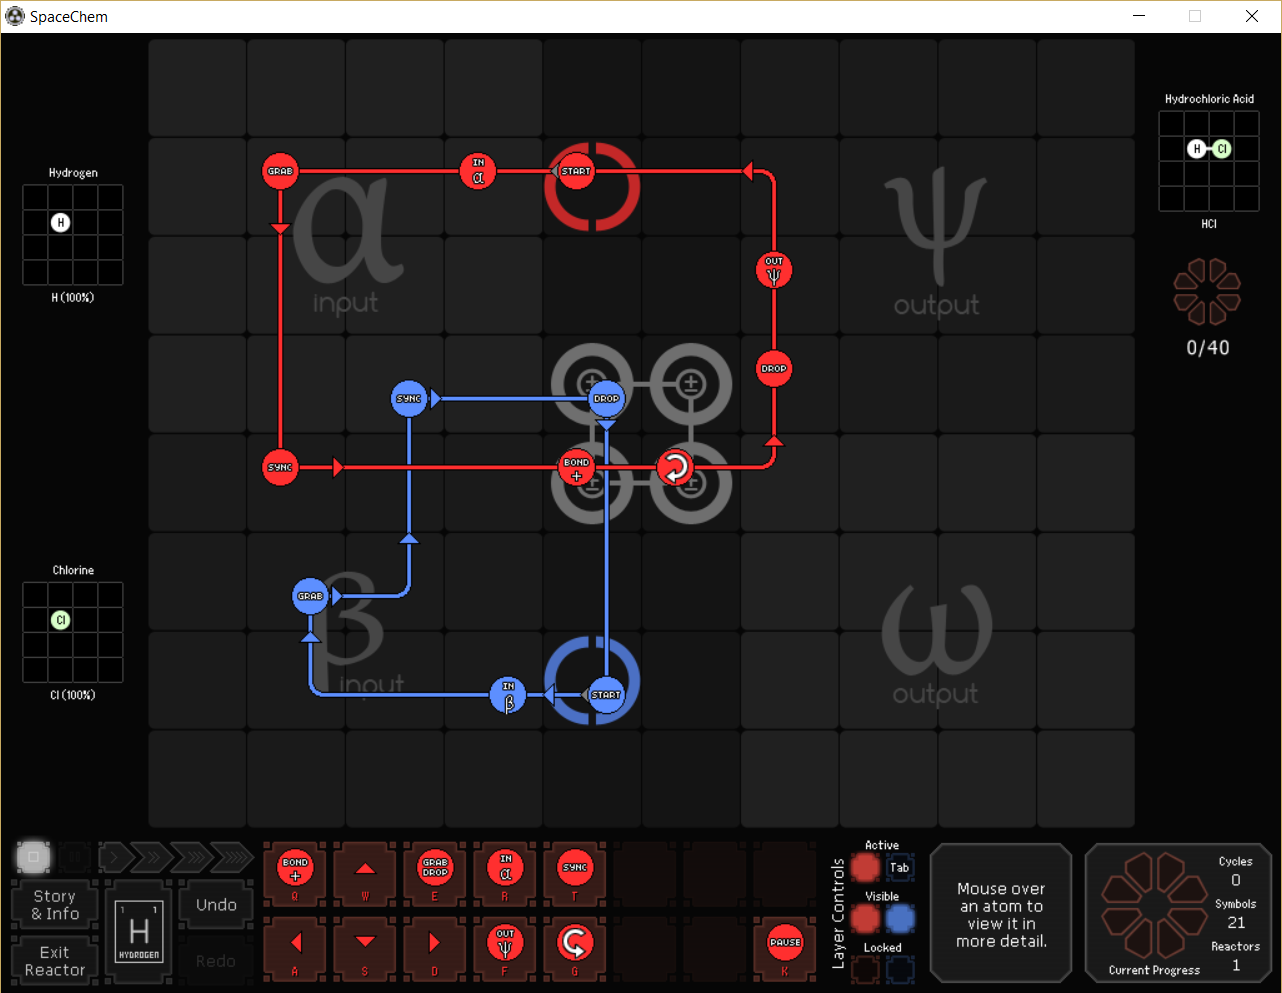 SpaceChem
Hydrochloric Acid
H Cl
HCl
0/40
Hydrogen
H
H (100%)
Chlorine
Cl
Cl (100%)
GRAB
IN
α
START
α
input
OUT
ψ
ψ
output
SYNC
DROP
DROP
SYNC
BOND
+
±
±
±
±
GRAB
β
input
IN
β
START
ω
output
Story
& Info
Exit
Reactor
1 1
H
HYDROGEN
Undo
Redo
BOND
+
Q
W
GRAB
DROP
E
IN
α
R
SYNC
T
A
S
D
OUT
ψ
F
G
PAUSE
K
Layer Controls
Active
Tab
Visible
Locked
Mouse over
an atom to
view it in
more detail.
Cycles
0
Symbols
21
Reactors
1
Current Progress